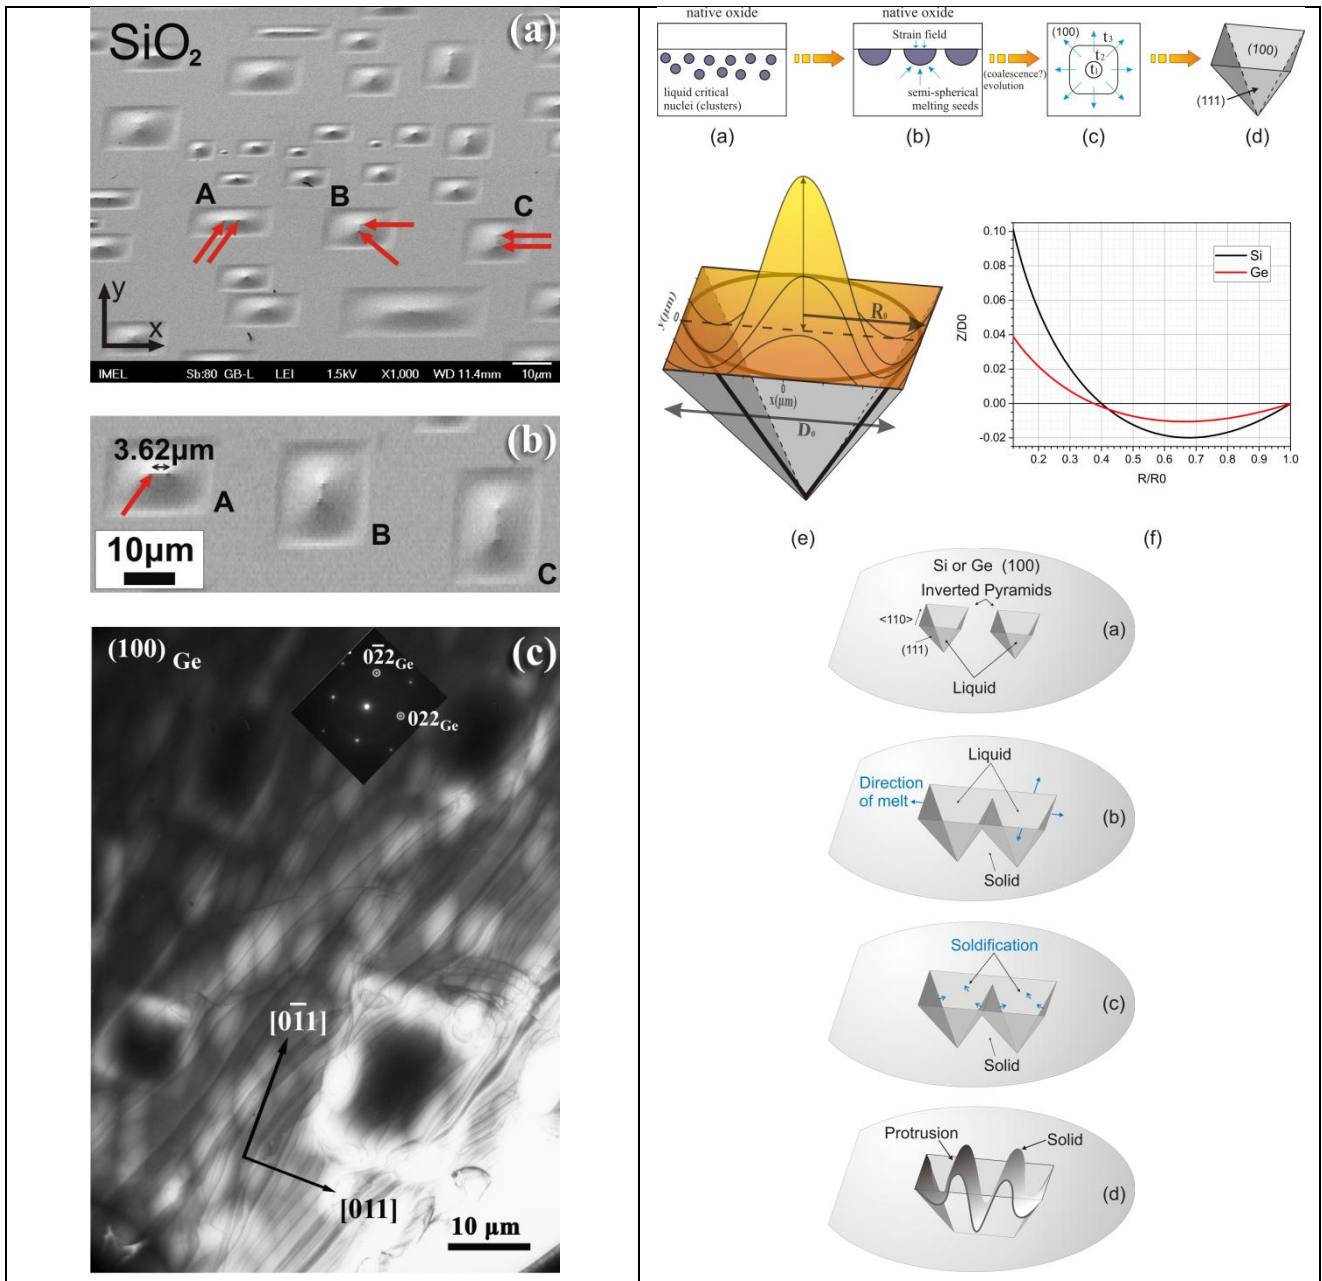 SiO₂
(a)
A
B
C
y
x
IMEL Sb:80 GB-L LEI 1.5kV X1,000 WD 11.4mm 10µm
(b)
3.62µm
A
B
C
10µm
(100) Ge
(c)
02̄2Ge
022Ge
[01̄1]
[011]
10 µm
native oxide
liquid critical
nuclei (clusters)
(a)
native oxide
Strain field
semi-spherical
melting seeds
(b)
(coalescence?)
evolution
(100)
t₃
t₂
t₁
(c)
(100)
(111)
(d)
R₀
y(µm)
0
0
x(µm)
D₀
(e)
Si
Ge
Z/D0
0.10
0.08
0.06
0.04
0.02
0.00
-0.02
0.2 0.3 0.4 0.5 0.6 0.7 0.8 0.9 1.0
R/R0
(f)
Si or Ge (100)
Inverted Pyramids
<110>
(111)
Liquid
(a)
Liquid
Direction
of melt
Solid
(b)
Soldification
Solid
(c)
Protrusion
Solid
(d)